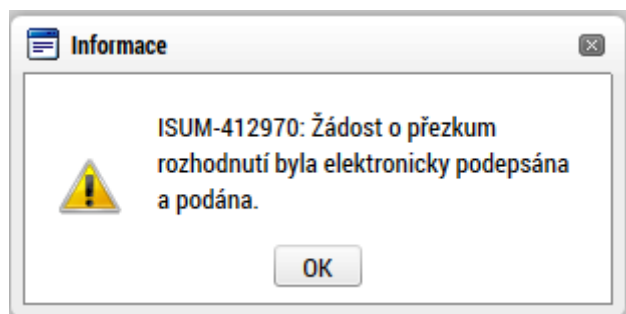 Informace
ISUM-412970: Žádost o přezkum
rozhodnutí byla elektronicky podepsána
a podána.
OK